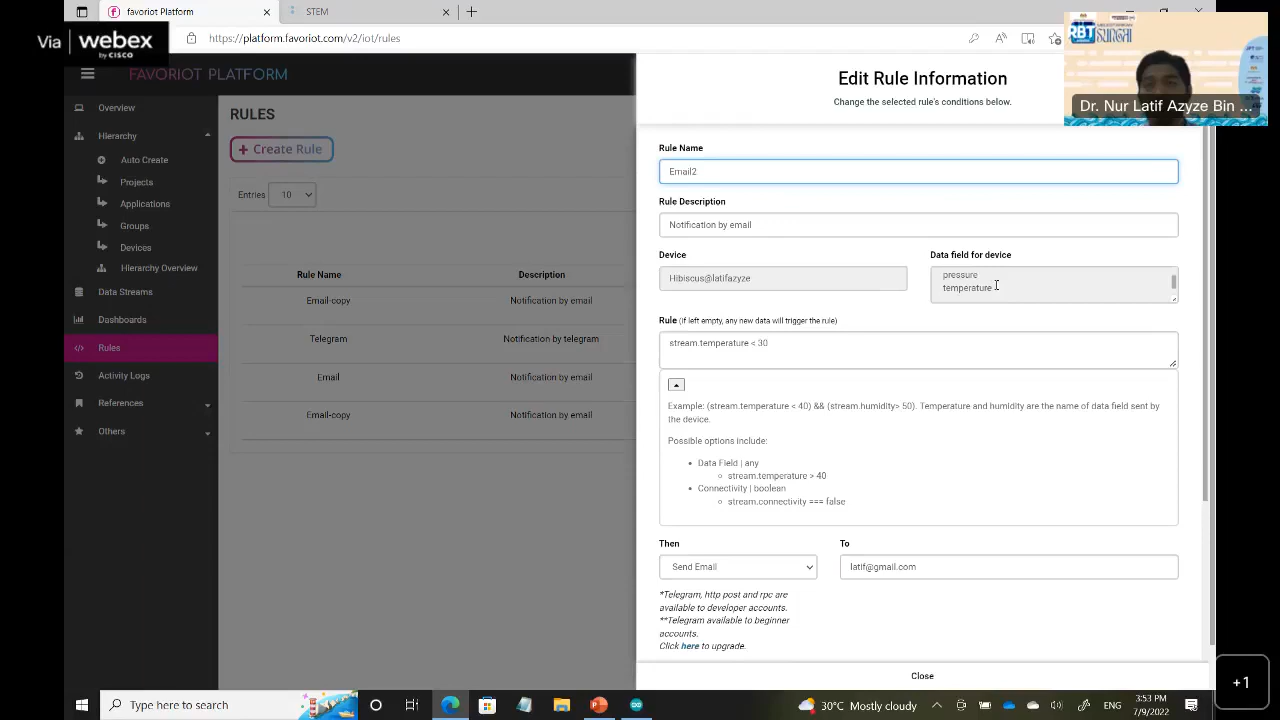 Favoriot Platform
STEM
Via webex
by CISCO
https://platform.favoriot.com/v2/rules
RBT
SUNGAI
Dr. Nur Latif Azyze Bin ...
FAVORIOT PLATFORM
Overview
Hierarchy
Auto Create
Projects
Applications
Groups
Devices
Hierarchy Overview
Data Streams
Dashboards
Rules
Activity Logs
References
Others
RULES
+ Create Rule
Entries 10
Rule Name Description
Email-copy Notification by email
Telegram Notification by telegram
Email Notification by email
Email-copy Notification by email
Edit Rule Information
Change the selected rule's conditions below.
Rule Name
Email2
Rule Description
Notification by email
Device
Hibiscus@latifazyze
Data field for device
pressure
temperature
Rule (if left empty, any new data will trigger the rule)
stream.temperature < 30
Example: (stream.temperature < 40) && (stream.humidity> 50). Temperature and humidity are the name of data field sent by
the device.
Possible options include:
Data Field | any
stream.temperature > 40
Connectivity | boolean
stream.connectivity === false
Then
Send Email
To
latif@gmail.com
*Telegram, http post and rpc are
available to developer accounts.
**Telegram available to beginner
accounts.
Click here to upgrade.
Close
+1
Type here to search
30°C Mostly cloudy
3:53 PM
7/9/2022